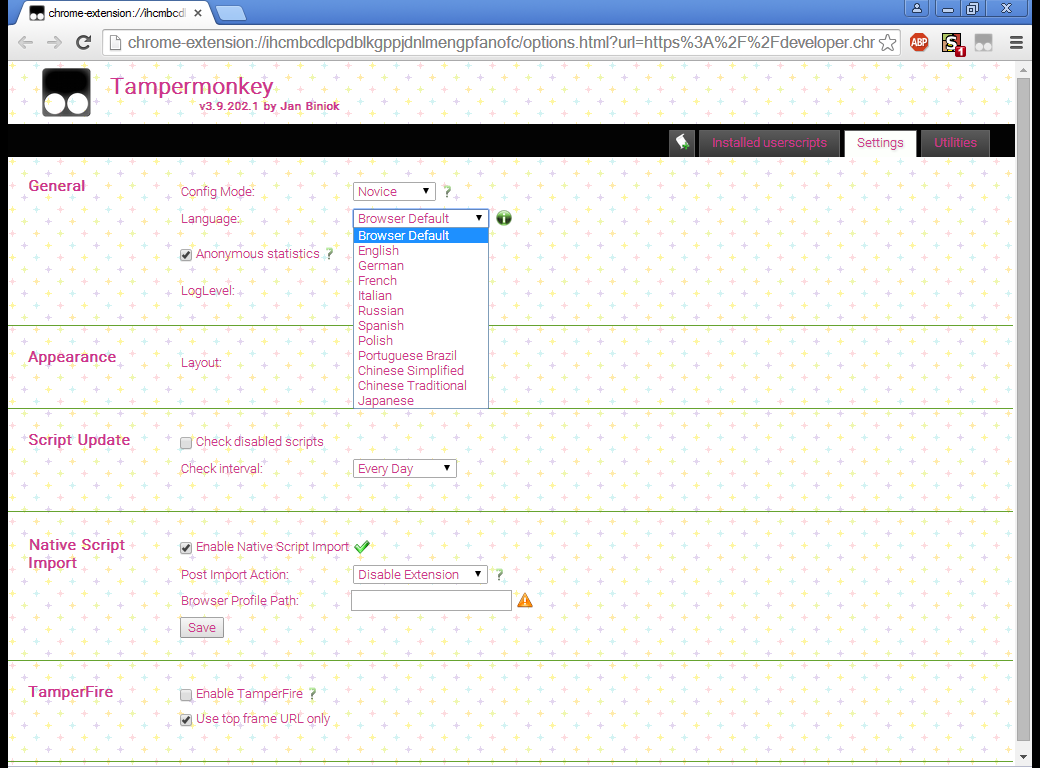 chrome-extension://ihcmbcdl
chrome-extension://ihcmbcdlcpdblkgppjdnlmengpfanofc/options.html?url=https%3A%2F%2Fdeveloper.chr
ABP
S
1
Tampermonkey
v3.9.202.1 by Jan Biniok
Installed userscripts
Settings
Utilities
General
Config Mode:
Novice
?
Language:
Browser Default
Browser Default
English
German
French
Italian
Russian
Spanish
Polish
Portuguese Brazil
Chinese Simplified
Chinese Traditional
Japanese
Anonymous statistics ?
LogLevel:
Appearance
Layout:
Script Update
Check disabled scripts
Check interval:
Every Day
Native Script
Import
Enable Native Script Import
Post Import Action:
Disable Extension
?
Browser Profile Path:
Save
TamperFire
Enable TamperFire ?
Use top frame URL only